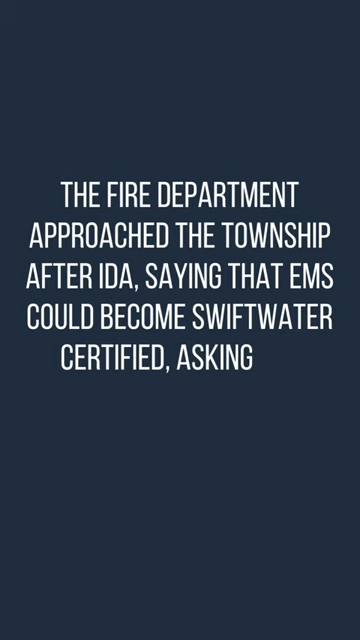 THE FIRE DEPARTMENT
APPROACHED THE TOWNSHIP
AFTER IDA, SAYING THAT EMS
COULD BECOME SWIFTWATER
CERTIFIED, ASKING